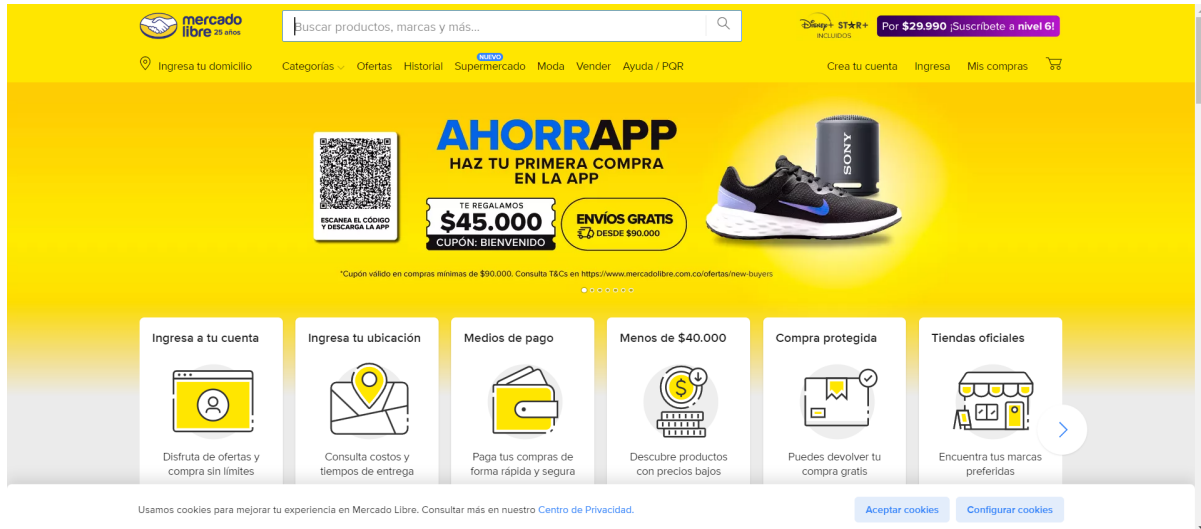 mercado
libre 25 años
Buscar productos, marcas y más...
Disney+ ST★R+
INCLUIDOS
Por $29.990 ¡Suscríbete a nivel 6!
Ingresa tu domicilio
Categorías
Ofertas
Historial
NUEVO
Supermercado
Moda
Vender
Ayuda / PQR
Crea tu cuenta
Ingresa
Mis compras
ESCANEA EL CÓDIGO
Y DESCARGA LA APP
AHORRAPP
HAZ TU PRIMERA COMPRA
EN LA APP
TE REGALAMOS
$45.000
CUPÓN: BIENVENIDO
ENVÍOS GRATIS
DESDE $90.000
SONY
*Cupón válido en compras mínimas de $90.000. Consulta T&Cs en https://www.mercadolibre.com.co/ofertas/new-buyers
Ingresa a tu cuenta
Disfruta de ofertas y
compra sin límites
Ingresa tu ubicación
Consulta costos y
tiempos de entrega
Medios de pago
Paga tus compras de
forma rápida y segura
Menos de $40.000
$
Descubre productos
con precios bajos
Compra protegida
Puedes devolver tu
compra gratis
Tiendas oficiales
Encuentra tus marcas
preferidas
Usamos cookies para mejorar tu experiencia en Mercado Libre. Consultar más en nuestro Centro de Privacidad.
Aceptar cookies
Configurar cookies